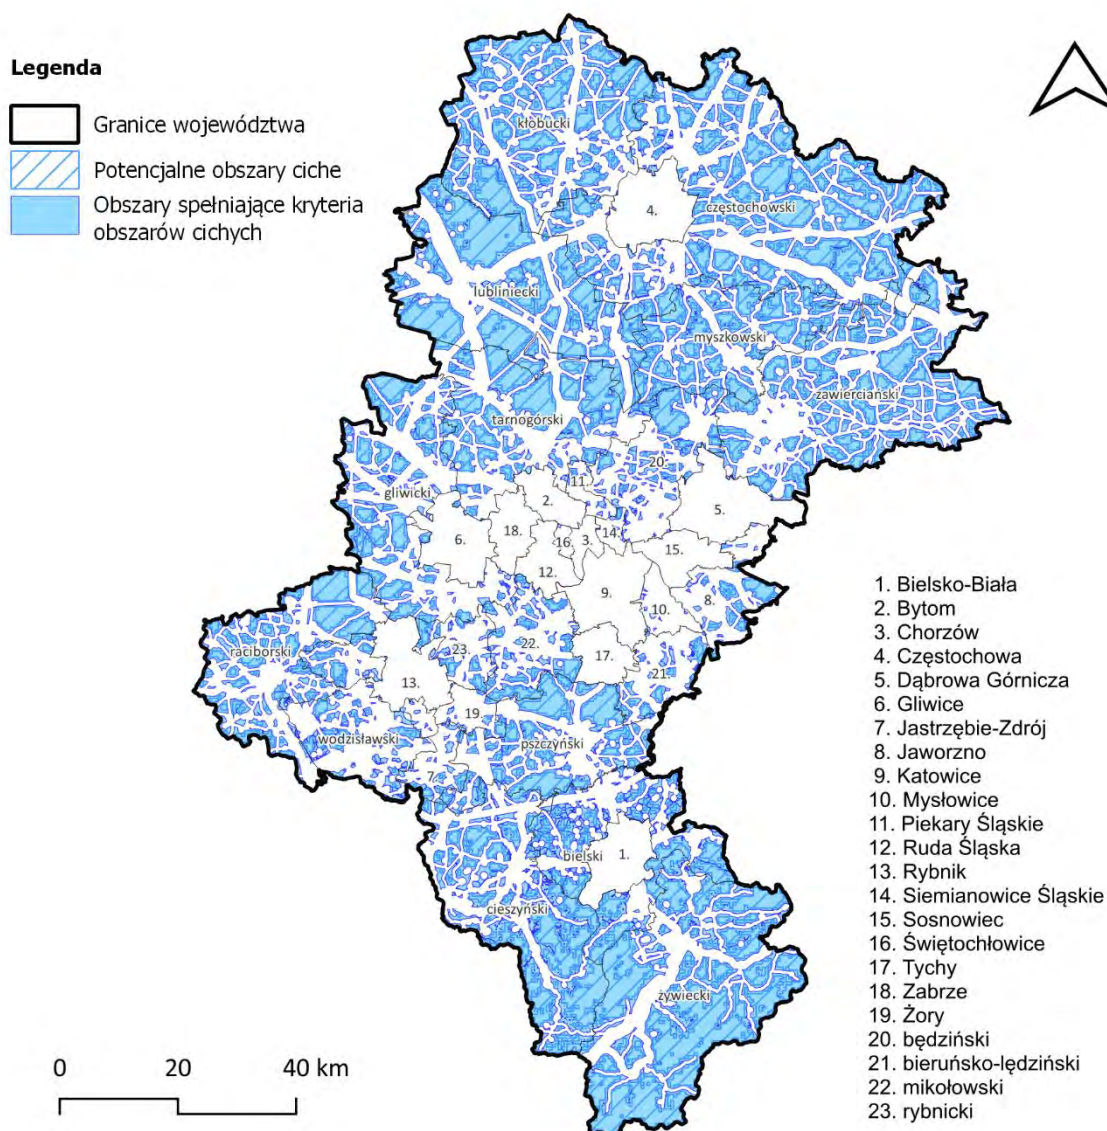 Legenda
Granice województwa
Potencjalne obszary ciche
Obszary spełniające kryteria
obszarów cichych
kłobucki
4.
częstochowski
lubliniecki
myszkowski
zawierciański
tarnogórski
20.
gliwicki
11.
2.
5.
18.
14.
6.
16.
3.
15.
12.
9.
8.
10.
raciborski
23.
22.
17.
21.
13.
19.
wodzisławski
pszczyński
7.
bielski
1.
cieszyński
żywiecki
1. Bielsko-Biała
2. Bytom
3. Chorzów
4. Częstochowa
5. Dąbrowa Górnicza
6. Gliwice
7. Jastrzębie-Zdrój
8. Jaworzno
9. Katowice
10. Mysłowice
11. Piekary Śląskie
12. Ruda Śląska
13. Rybnik
14. Siemianowice Śląskie
15. Sosnowiec
16. Świętochłowice
17. Tychy
18. Zabrze
19. Żory
20. będziński
21. bieruńsko-lędziński
22. mikołowski
23. rybnicki
0 20 40 km